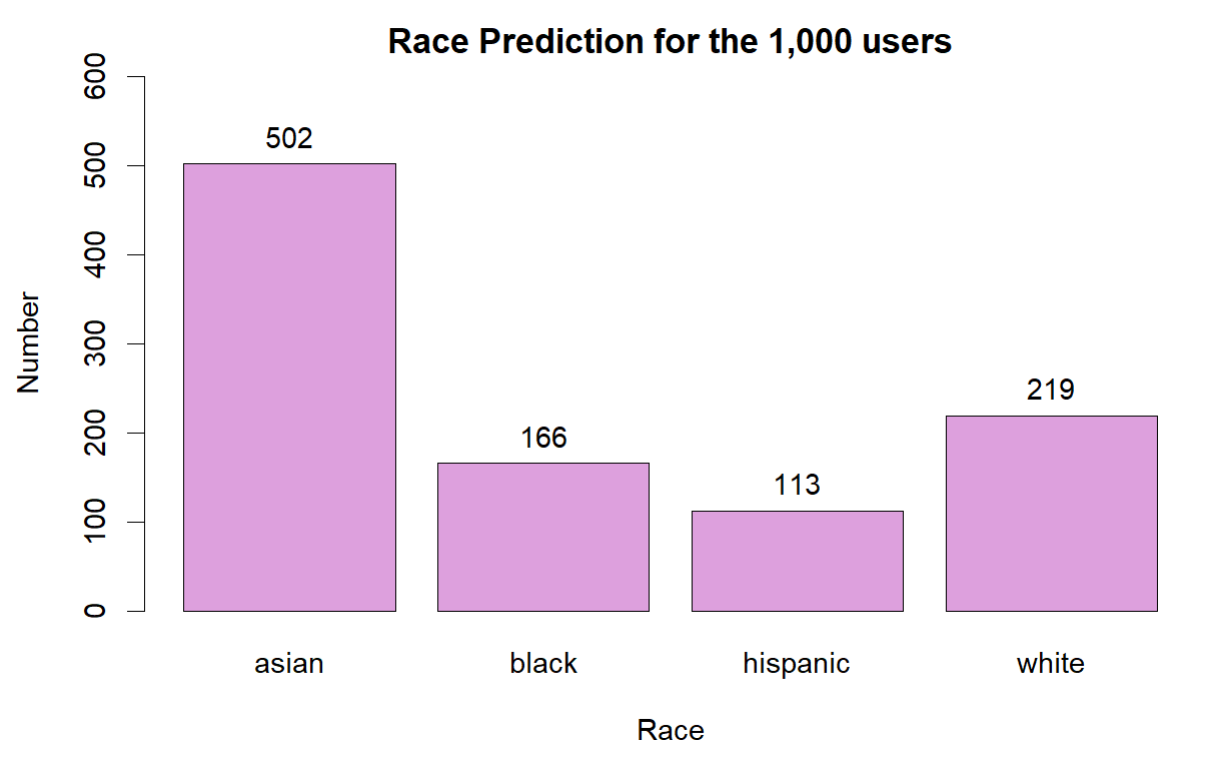 Race Prediction for the 1,000 users
Number
600
500
400
300
200
100
0
502
166
113
219
asian
black
hispanic
white
Race